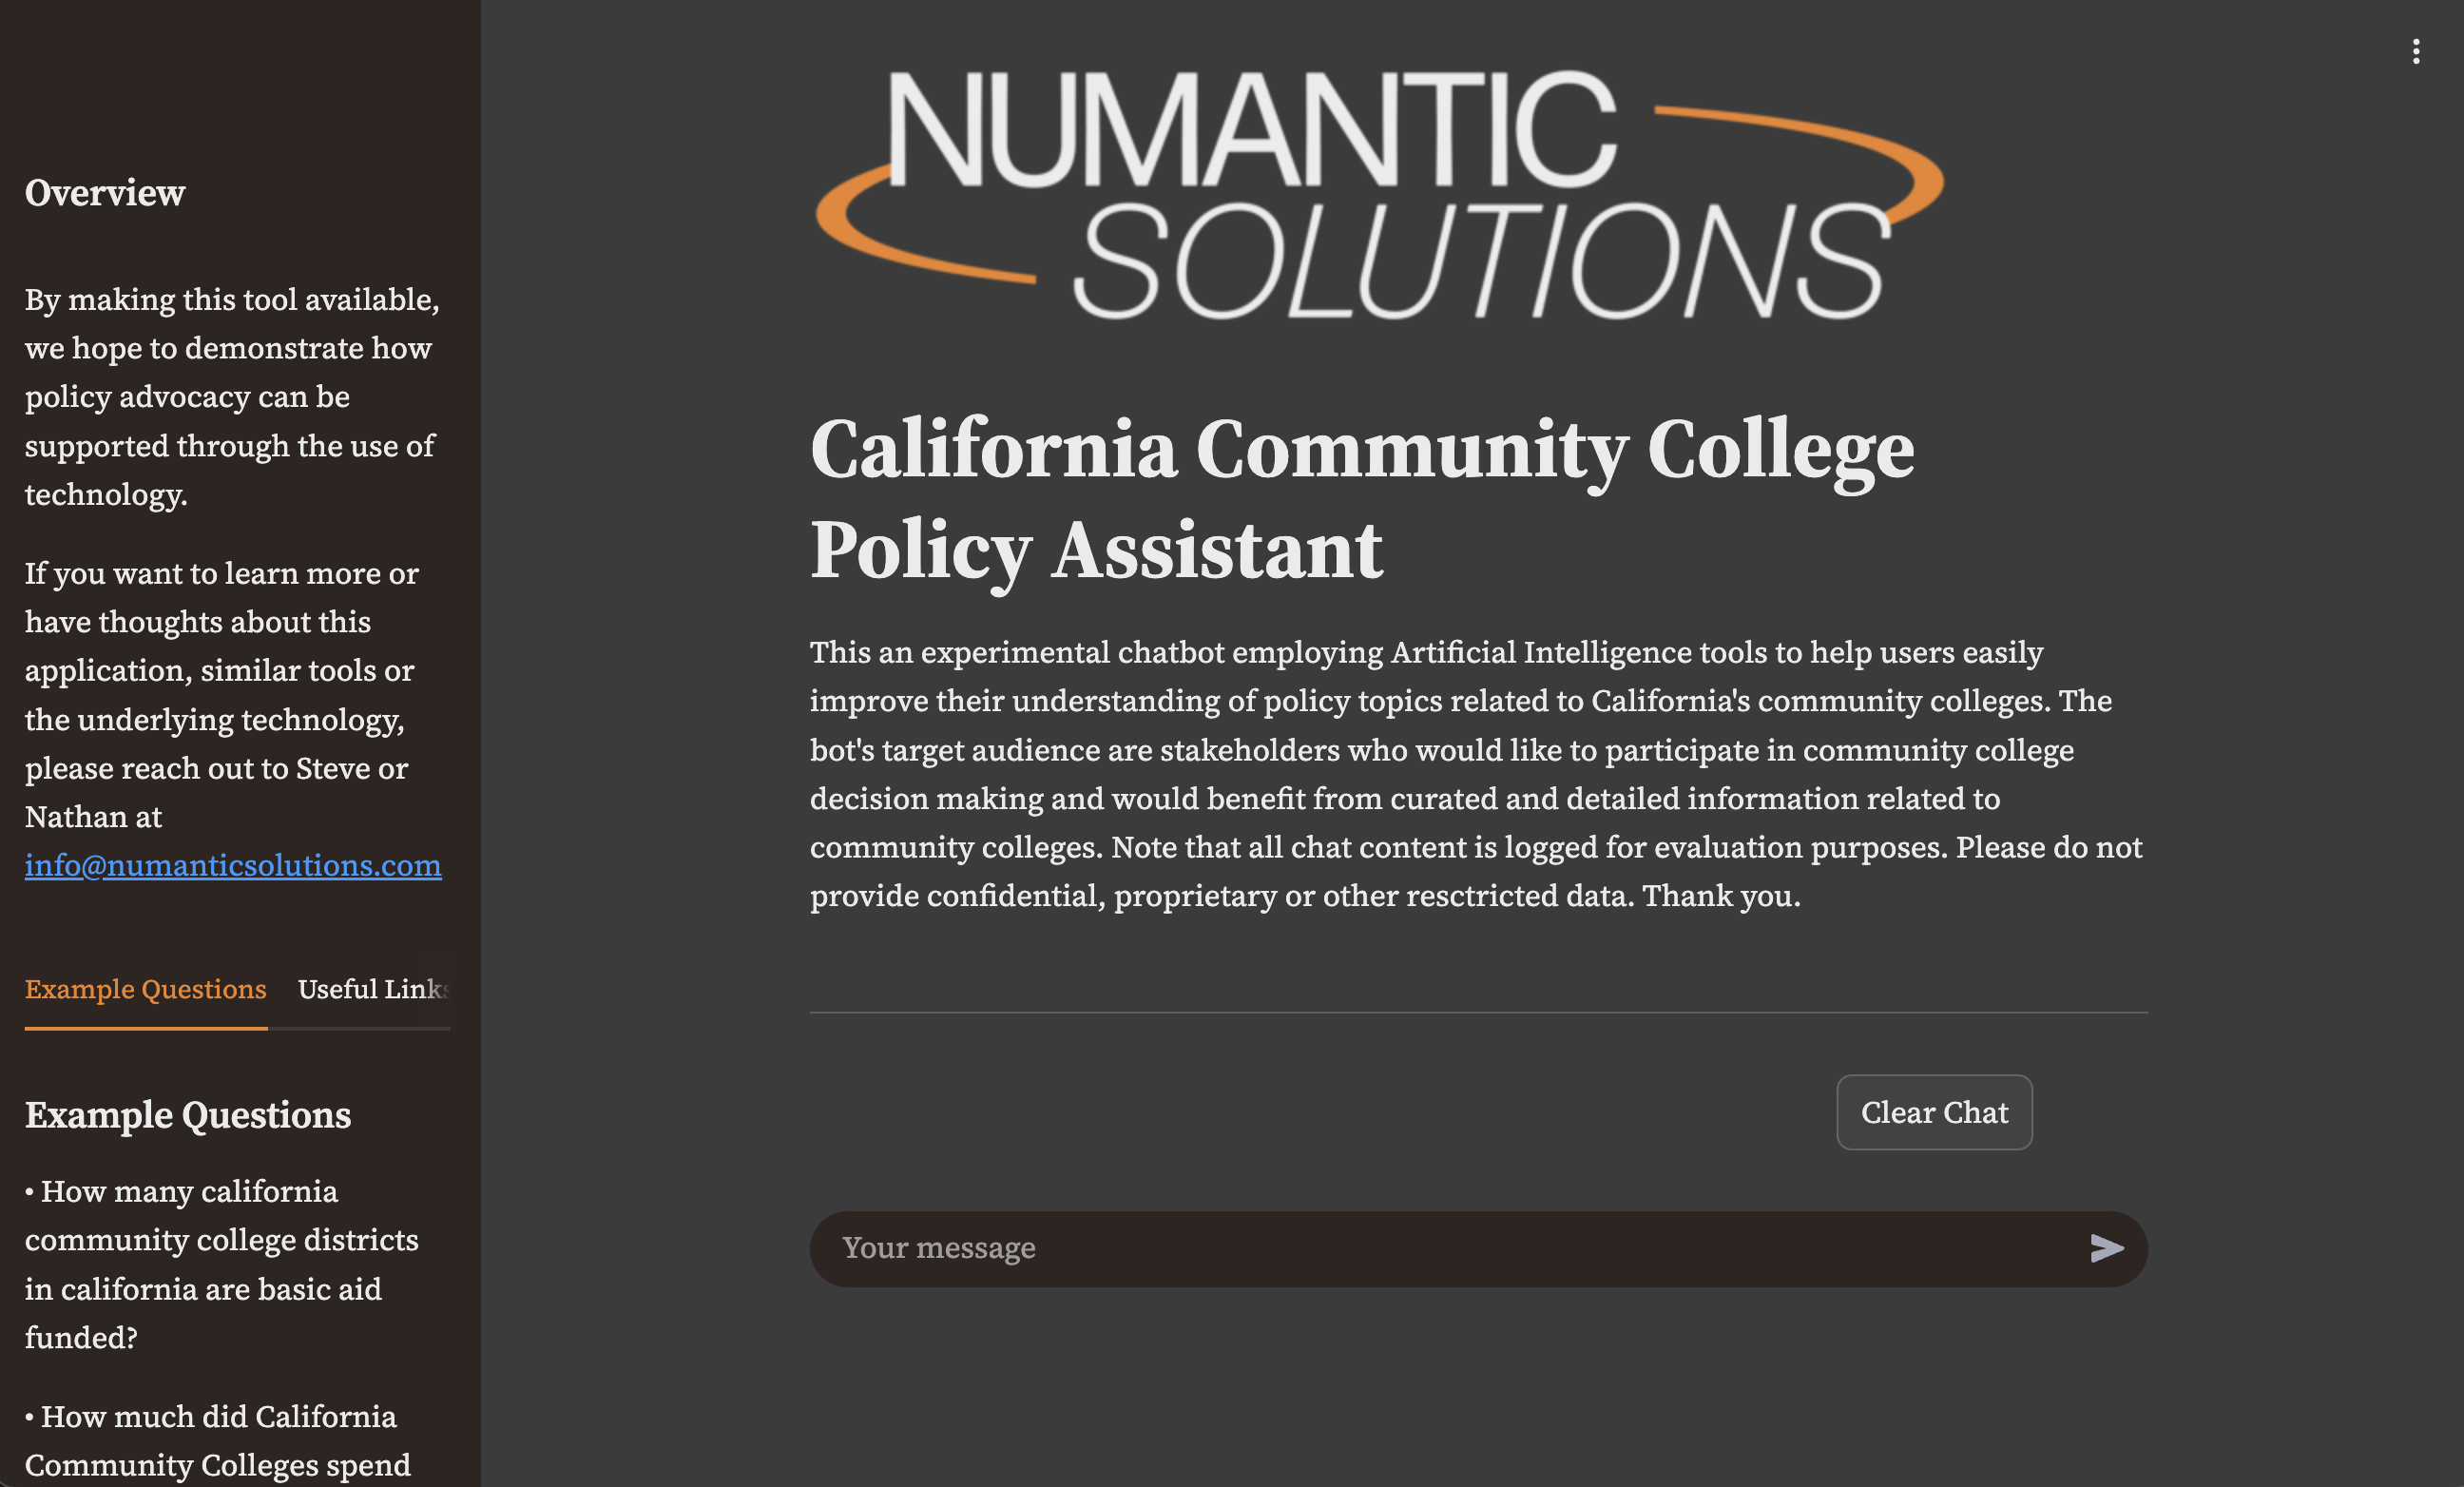 Overview
By making this tool available,
we hope to demonstrate how
policy advocacy can be
supported through the use of
technology.
If you want to learn more or
have thoughts about this
application, similar tools or
the underlying technology,
please reach out to Steve or
Nathan at
info@numanticsolutions.com
Example Questions
Useful Links
Example Questions
• How many california
community college districts
in california are basic aid
funded?
• How much did California
Community Colleges spend
NUMANTIC
SOLUTIONS
California Community College
Policy Assistant
This an experimental chatbot employing Artificial Intelligence tools to help users easily
improve their understanding of policy topics related to California's community colleges. The
bot's target audience are stakeholders who would like to participate in community college
decision making and would benefit from curated and detailed information related to
community colleges. Note that all chat content is logged for evaluation purposes. Please do not
provide confidential, proprietary or other resctricted data. Thank you.
Clear Chat
Your message